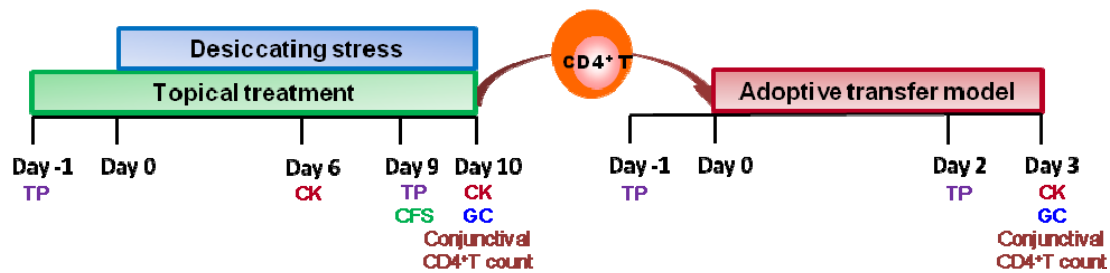 Desiccating stress
CD4+ T
Topical treatment
Adoptive transfer model
Day -1 Day 0 Day 6 Day 9 Day 10 Day -1 Day 0 Day 2 Day 3
TP CK TP CK TP TP CK
CFS GC GC
Conjunctival Conjunctival
CD4+T count CD4+T count